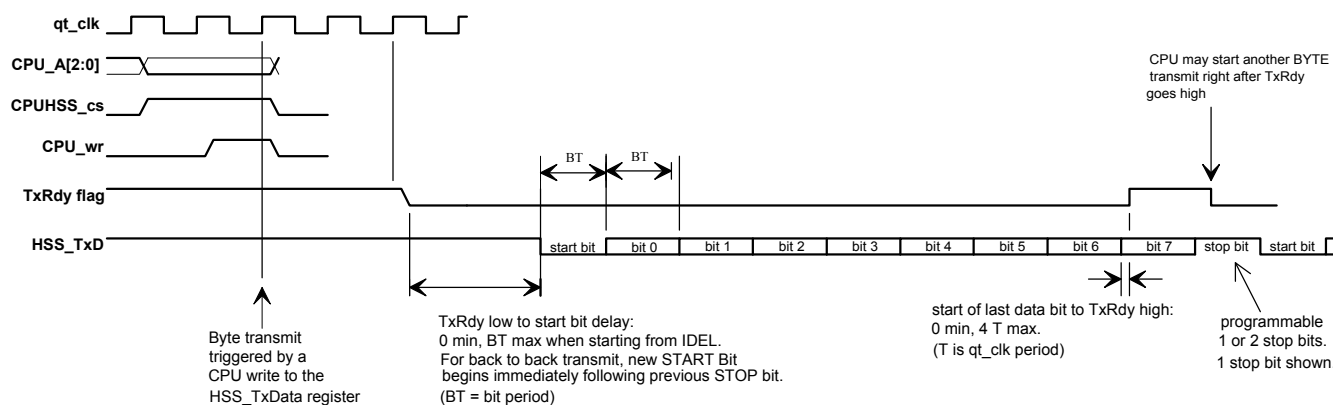 qt_clk
CPU_A[2:0]
CPUHSS_cs
CPU_wr
TxRdy flag
HSS_TxD
BT
BT
CPU may start another BYTE
transmit right after TxRdy
goes high
start bit
bit 0
bit 1
bit 2
bit 3
bit 4
bit 5
bit 6
bit 7
stop bit
start bit
Byte transmit
triggered by a
CPU write to the
HSS_TxData register
TxRdy low to start bit delay:
0 min, BT max when starting from IDEL.
For back to back transmit, new START Bit
begins immediately following previous STOP bit.
(BT = bit period)
start of last data bit to TxRdy high:
0 min, 4 T max.
(T is qt_clk period)
programmable
1 or 2 stop bits.
1 stop bit shown